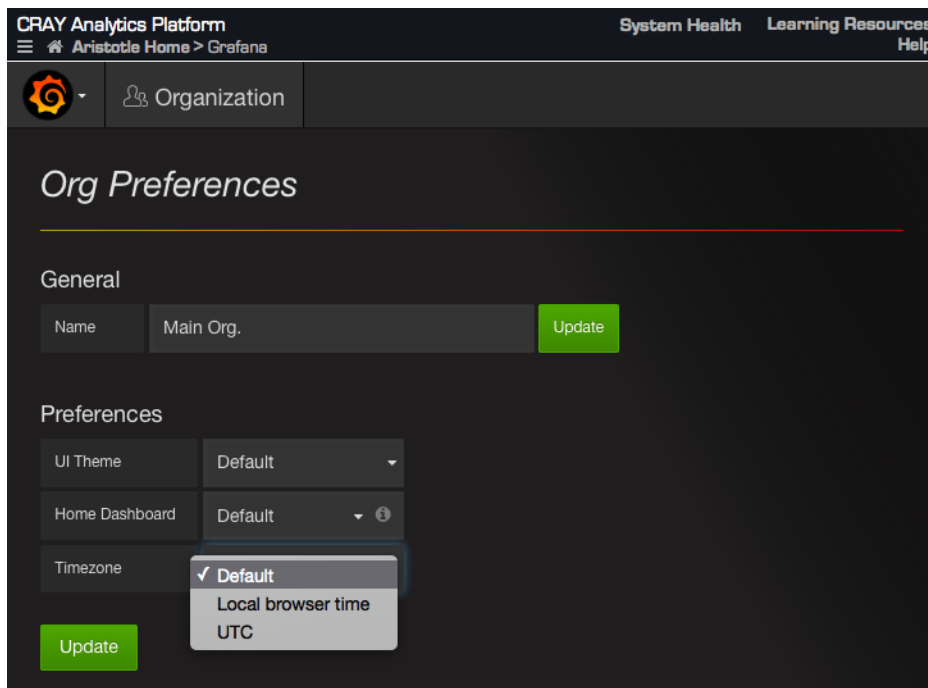 CRAY Analytics Platform
System Health Learning Resources
Aristotle Home > Grafana
Help
Organization
Org Preferences
General
Name Main Org. Update
Preferences
UI Theme Default
Home Dashboard Default
Timezone
✓ Default
Local browser time
UTC
Update